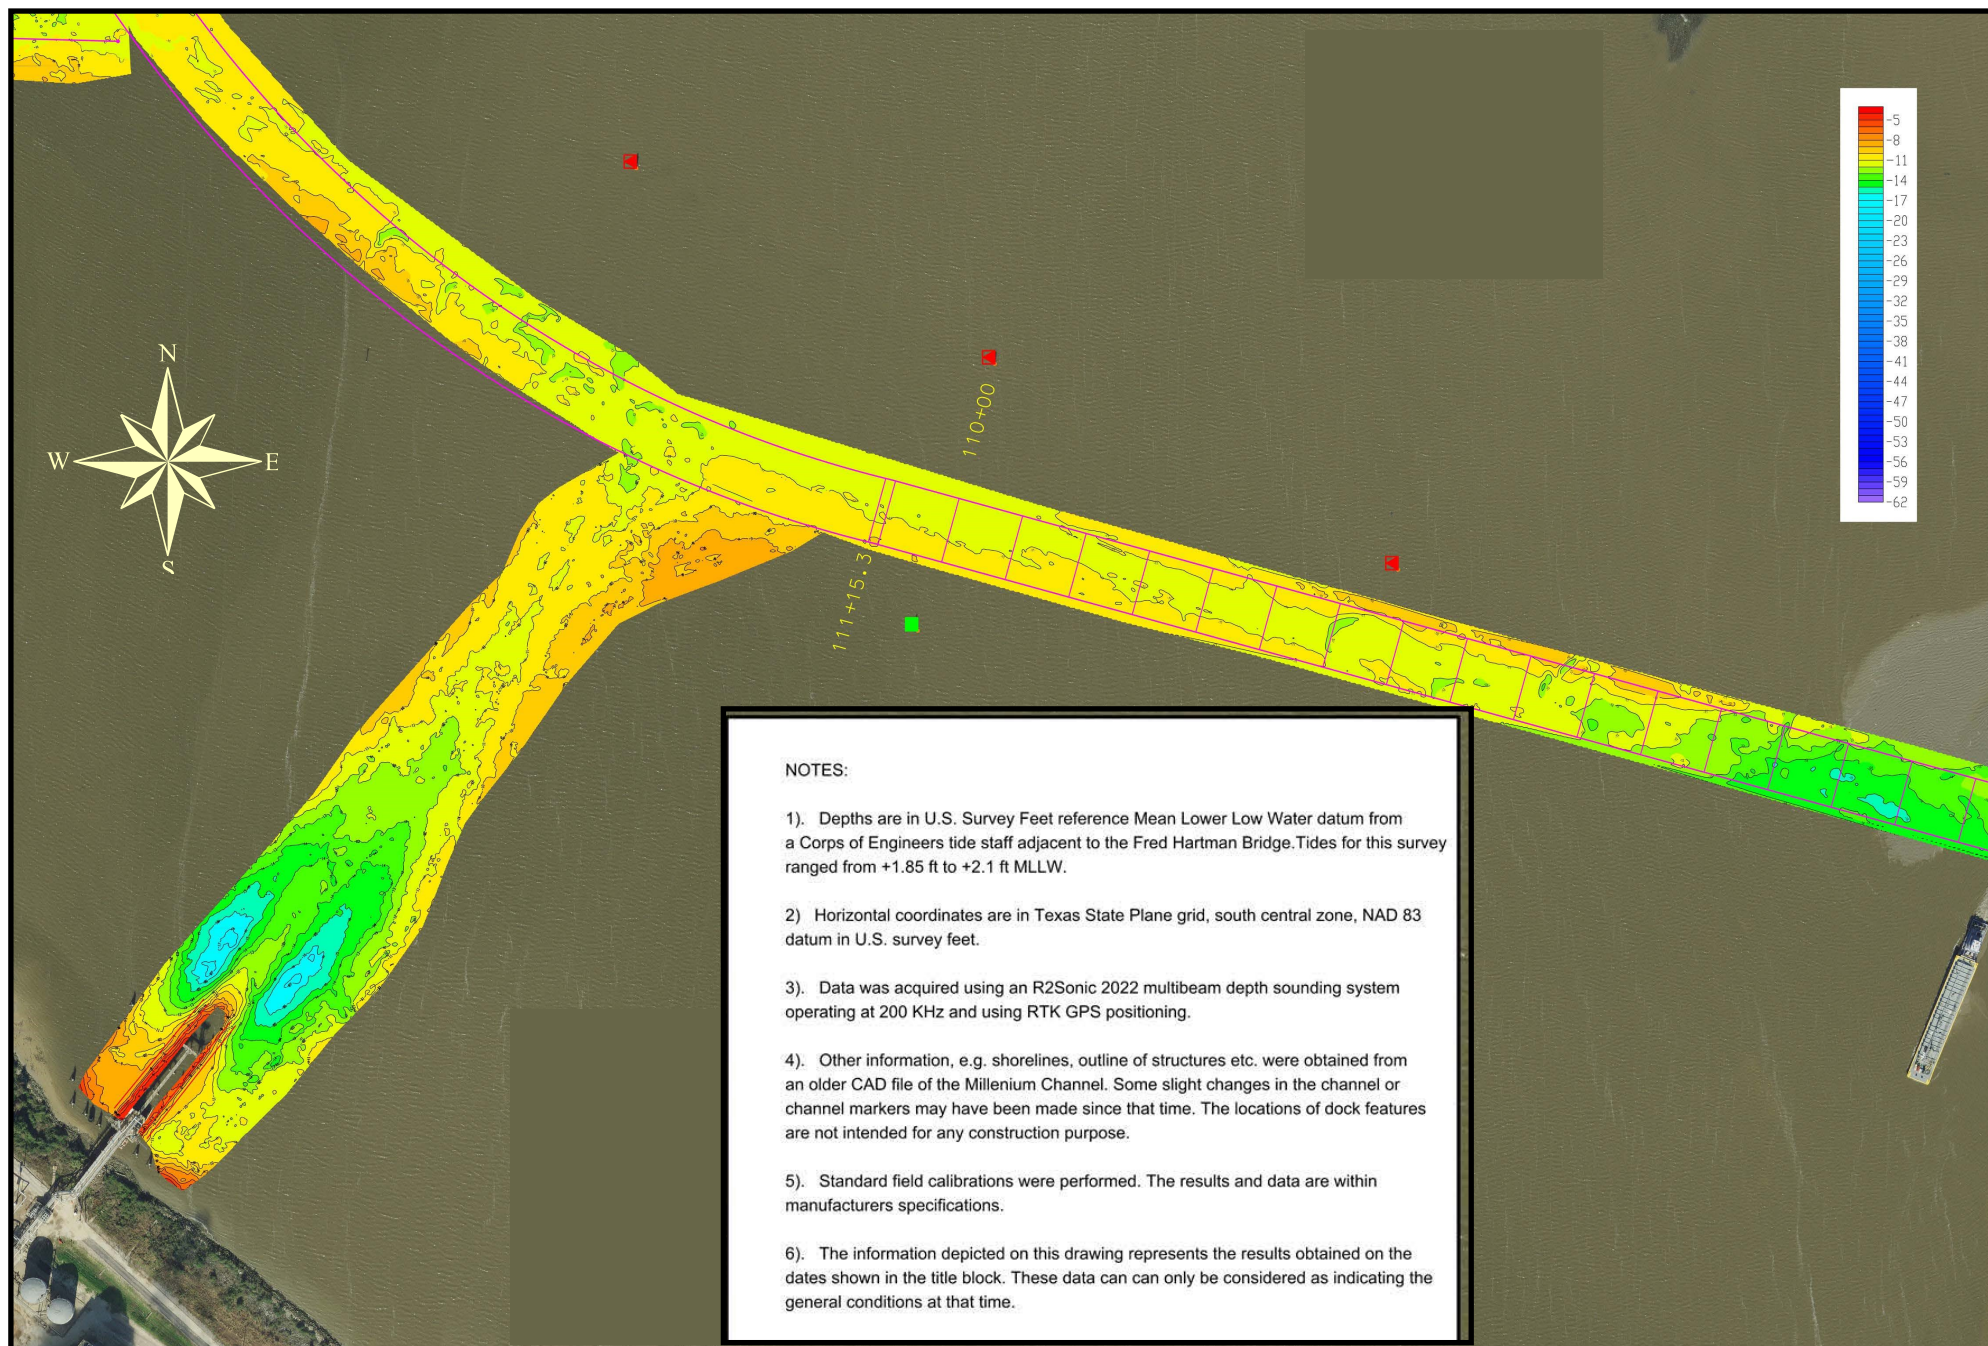 N
W
E
S
110+00
111+15.3
-5
-8
-11
-14
-17
-20
-23
-26
-29
-32
-35
-38
-41
-44
-47
-50
-53
-56
-59
-62
NOTES:
1). Depths are in U.S. Survey Feet reference Mean Lower Low Water datum from
a Corps of Engineers tide staff adjacent to the Fred Hartman Bridge.Tides for this survey
ranged from +1.85 ft to +2.1 ft MLLW.
2) Horizontal coordinates are in Texas State Plane grid, south central zone, NAD 83
datum in U.S. survey feet.
3). Data was acquired using an R2Sonic 2022 multibeam depth sounding system
operating at 200 KHz and using RTK GPS positioning.
4). Other information, e.g. shorelines, outline of structures etc. were obtained from
an older CAD file of the Millenium Channel. Some slight changes in the channel or
channel markers may have been made since that time. The locations of dock features
are not intended for any construction purpose.
5). Standard field calibrations were performed. The results and data are within
manufacturers specifications.
6). The information depicted on this drawing represents the results obtained on the
dates shown in the title block. These data can can only be considered as indicating the
general conditions at that time.